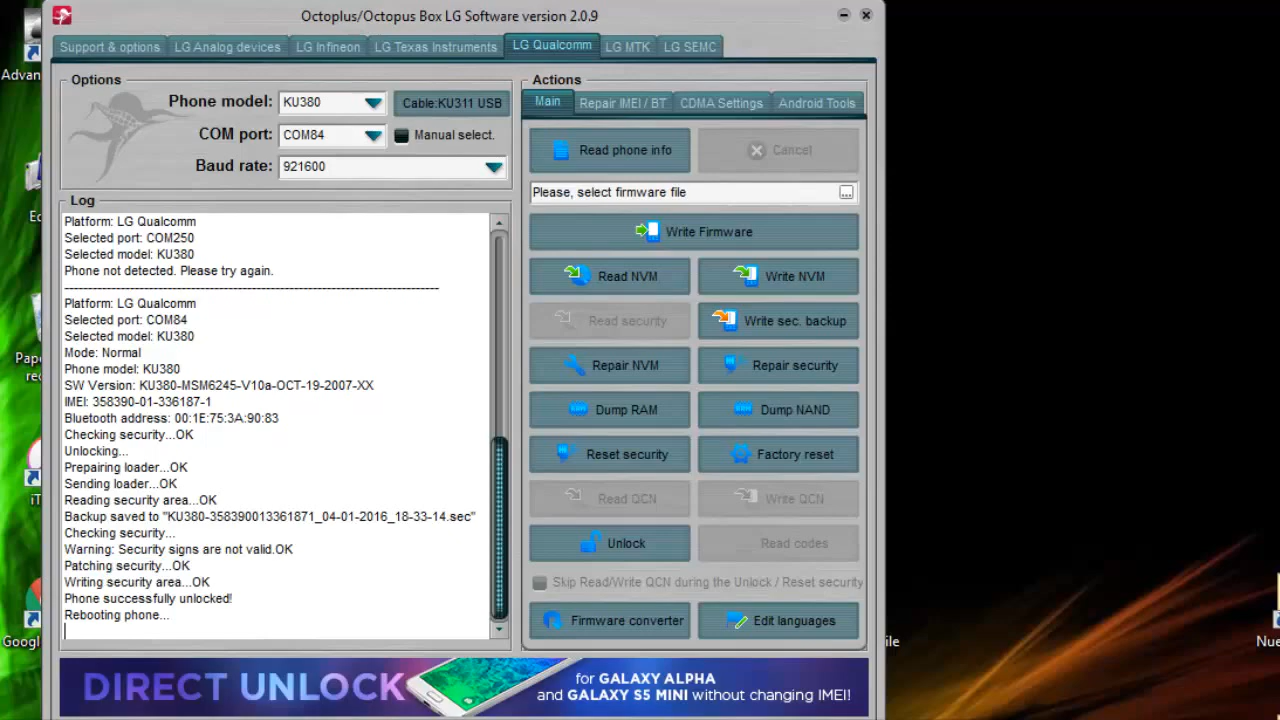 Octoplus/Octopus Box LG Software version 2.0.9
Support & options
LG Analog devices
LG Infineon
LG Texas Instruments
LG Qualcomm
LG MTK
LG SEMC
Options
Phone model:
KU380
Cable:KU311 USB
COM port:
COM84
Manual select.
Baud rate:
921600
Log
Platform: LG Qualcomm
Selected port: COM250
Selected model: KU380
Phone not detected. Please try again.
--------------------------------------------------------------------------------
Platform: LG Qualcomm
Selected port: COM84
Selected model: KU380
Mode: Normal
Phone model: KU380
SW Version: KU380-MSM6245-V10a-OCT-19-2007-XX
IMEI: 358390-01-336187-1
Bluetooth address: 00:1E:75:3A:90:83
Checking security...OK
Unlocking...
Prepairing loader...OK
Sending loader...OK
Reading security area...OK
Backup saved to "KU380-358390013361871_04-01-2016_18-33-14.sec"
Checking security...
Warning: Security signs are not valid.OK
Patching security...OK
Writing security area...OK
Phone successfully unlocked!
Rebooting phone...
Actions
Main
Repair IMEI / BT
CDMA Settings
Android Tools
Read phone info
Cancel
Please, select firmware file
...
Write Firmware
Read NVM
Write NVM
Read security
Write sec. backup
Repair NVM
Repair security
Dump RAM
Dump NAND
Reset security
Factory reset
Read QCN
Write QCN
Unlock
Read codes
Skip Read/Write QCN during the Unlock / Reset security
Firmware converter
Edit languages
DIRECT UNLOCK
for GALAXY ALPHA
and GALAXY S5 MINI without changing IMEI!
Advan
Ec
Pape
rec
iT
Google
ile
Nue